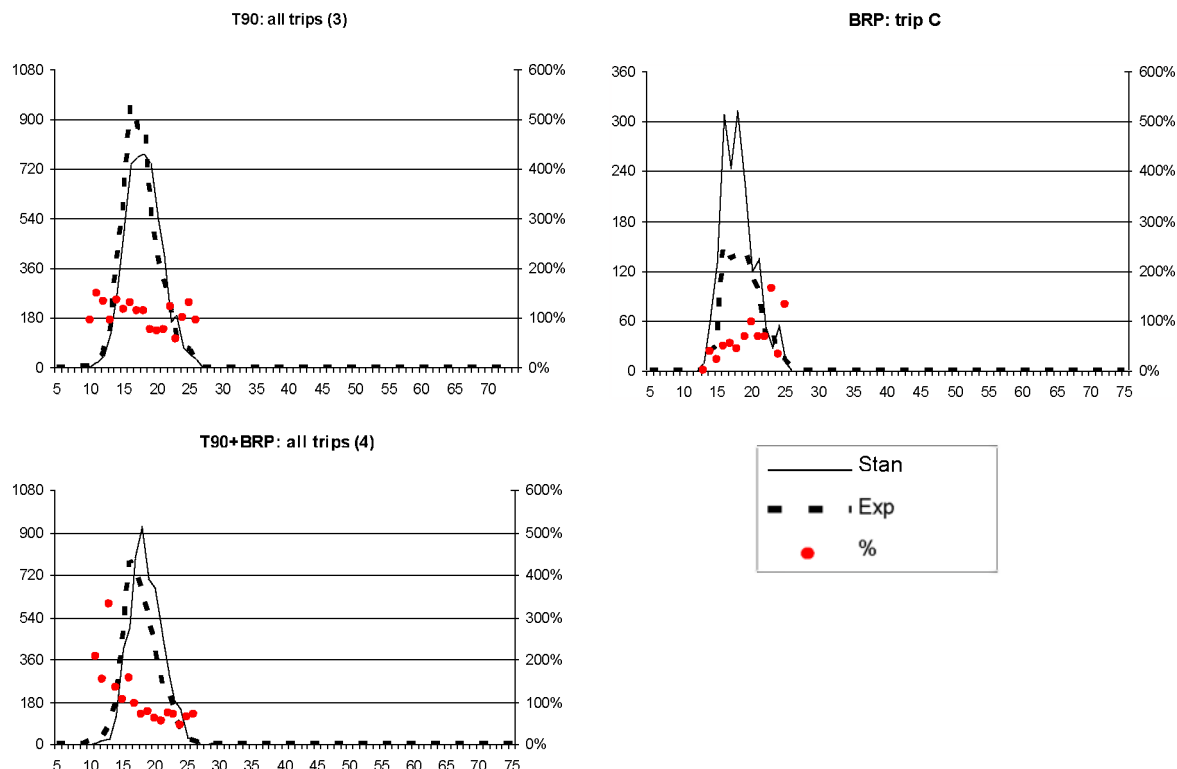 T90: all trips (3)
1080 900 720 540 360 180 0
600% 500% 400% 300% 200% 100% 0%
5 10 15 20 25 30 35 40 45 50 55 60 65 70
BRP: trip C
360 300 240 180 120 60 0
600% 500% 400% 300% 200% 100% 0%
5 10 15 20 25 30 35 40 45 50 55 60 65 70 75
T90+BRP: all trips (4)
1080 900 720 540 360 180 0
600% 500% 400% 300% 200% 100% 0%
5 10 15 20 25 30 35 40 45 50 55 60 65 70 75
Stan
Exp
%